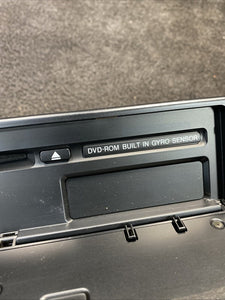 DVD-ROM BUILT IN GYRO SENSOR